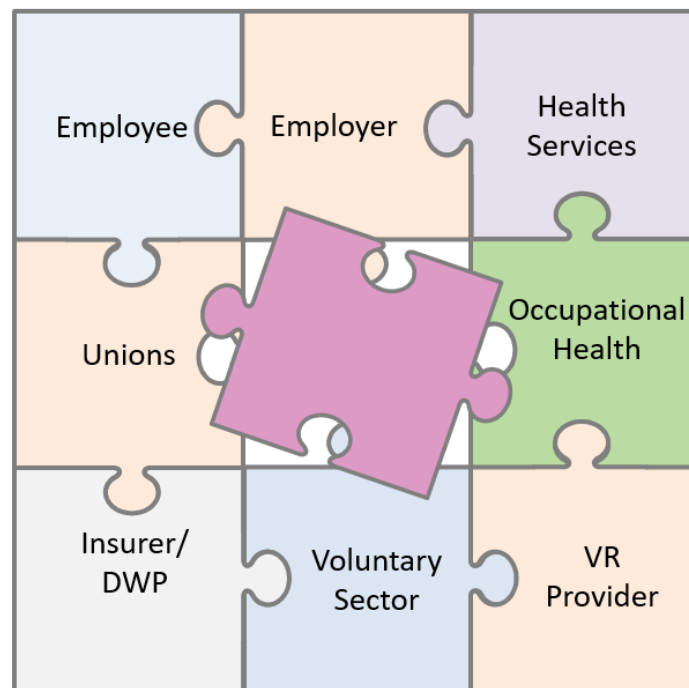 Employee
Employer
Health
Services
Unions
Occupational
Health
Insurer/
DWP
Voluntary
Sector
VR
Provider